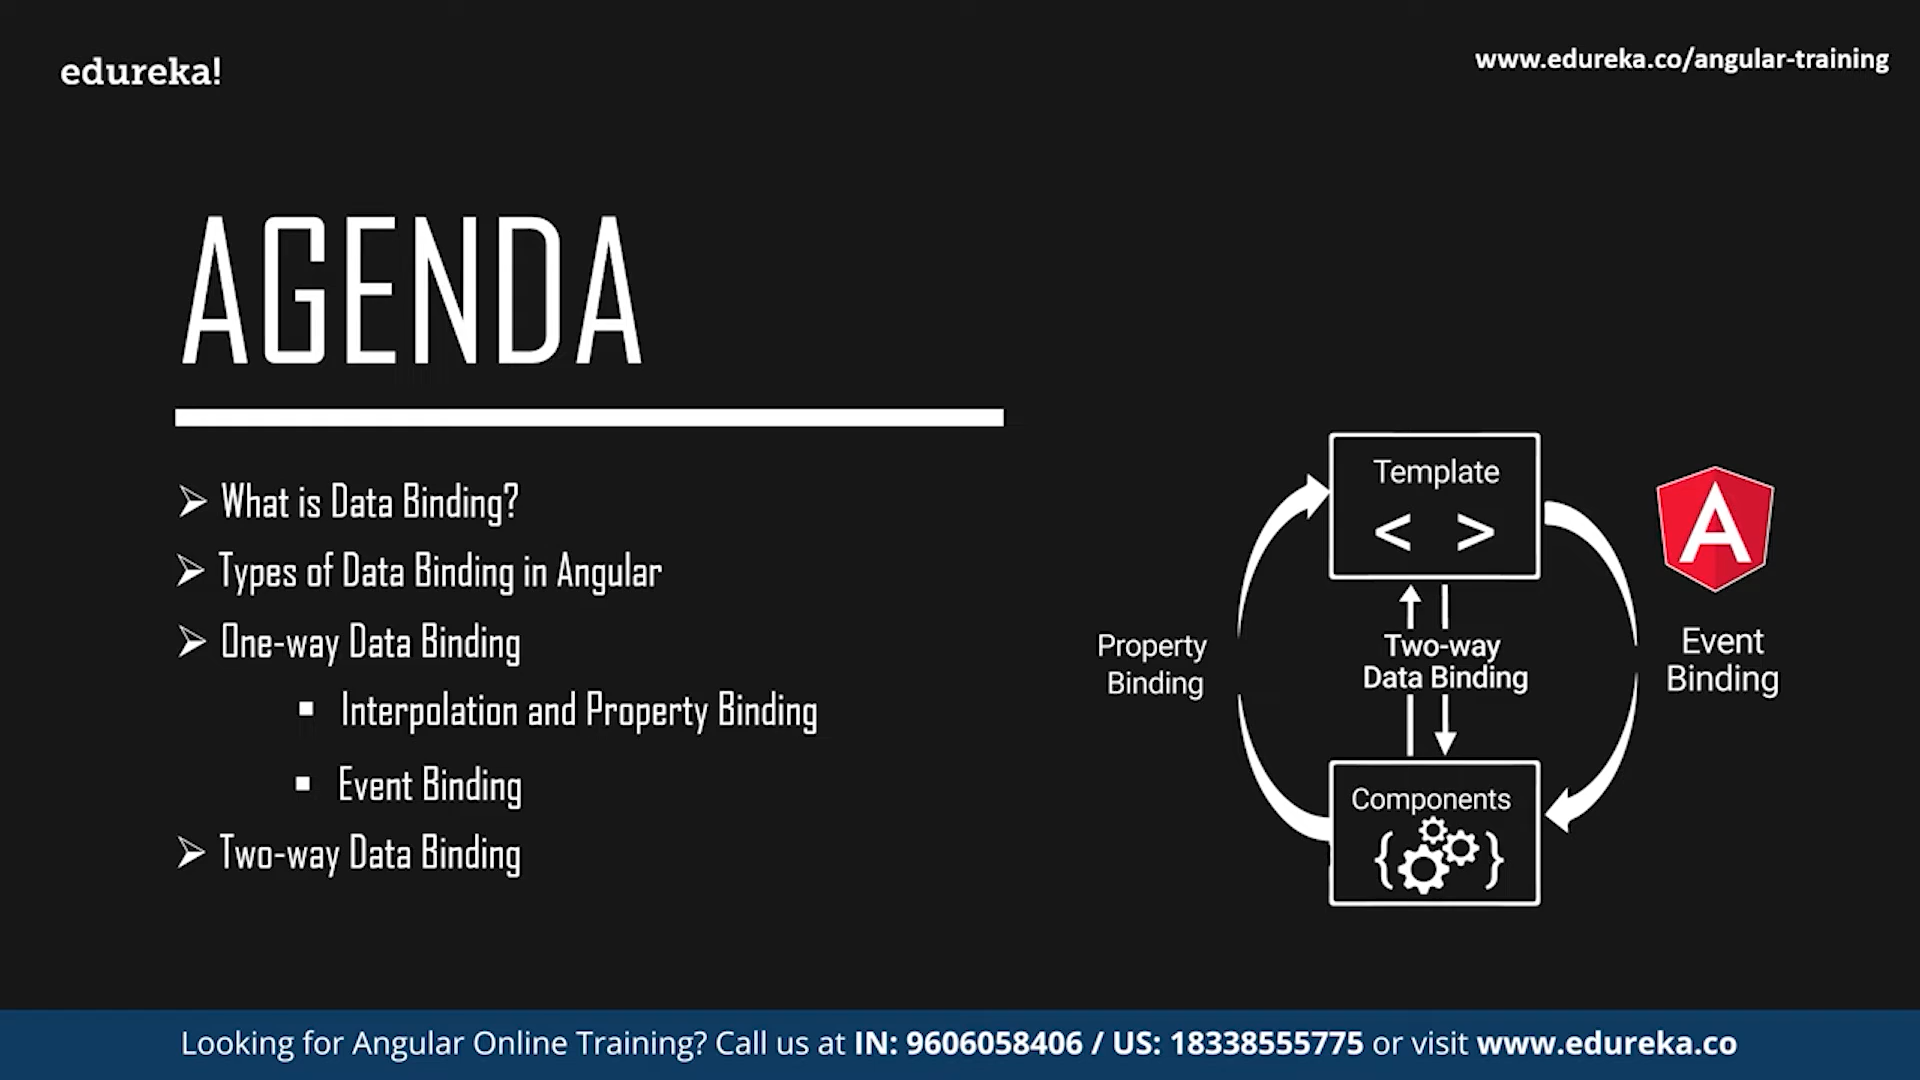 edureka!
www.edureka.co/angular-training
AGENDA
What is Data Binding?
Types of Data Binding in Angular
One-way Data Binding
Interpolation and Property Binding
Event Binding
Two-way Data Binding
Template
< >
Property
Binding
Two-way
Data Binding
A
Event
Binding
Components
{ }
Looking for Angular Online Training? Call us at IN: 9606058406 / US: 18338555775 or visit www.edureka.co